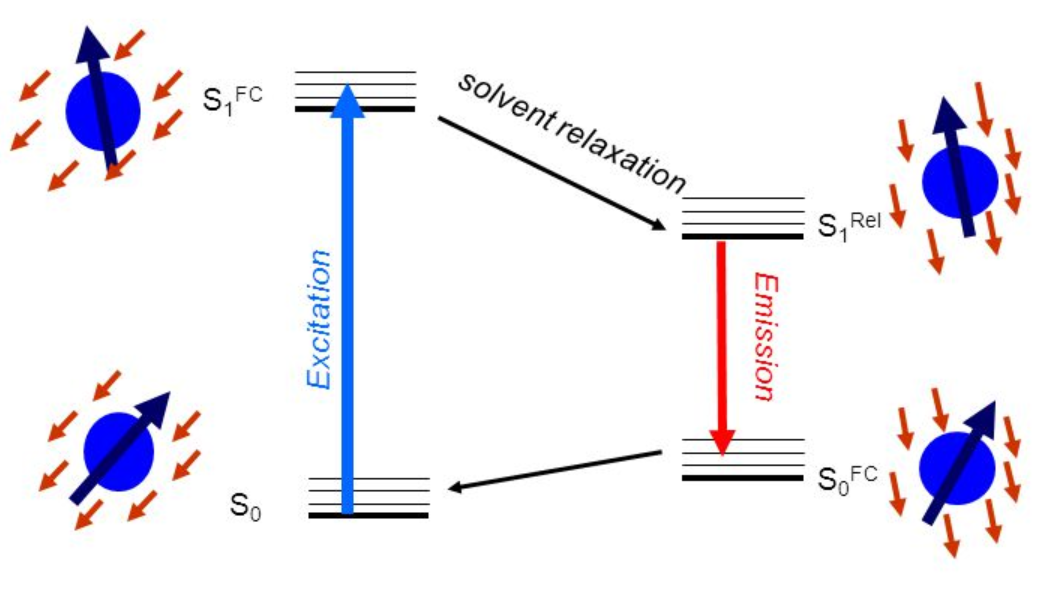 S₁ᶠᶜ
solvent relaxation
S₁ᴿᵉˡ
Excitation
Emission
S₀
S₀ᶠᶜ